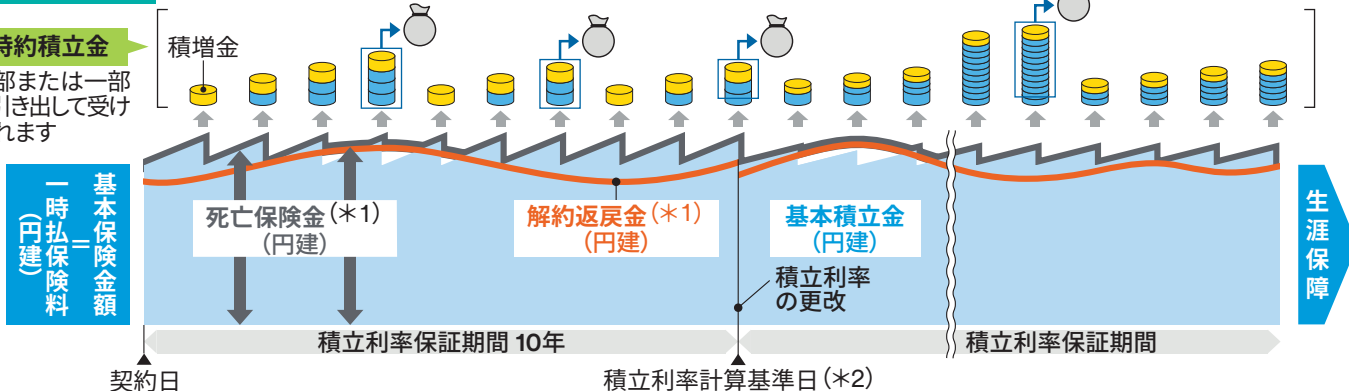 特約積立金
積増金
部または一部
引き出して受け
れます
基本保険金額
＝
一時払保険料
（円建）
死亡保険金（＊1）
（円建）
解約返戻金（＊1）
（円建）
基本積立金
（円建）
積立利率
の更改
生涯保障
積立利率保証期間 10年
積立利率保証期間
契約日
積立利率計算基準日（＊2）